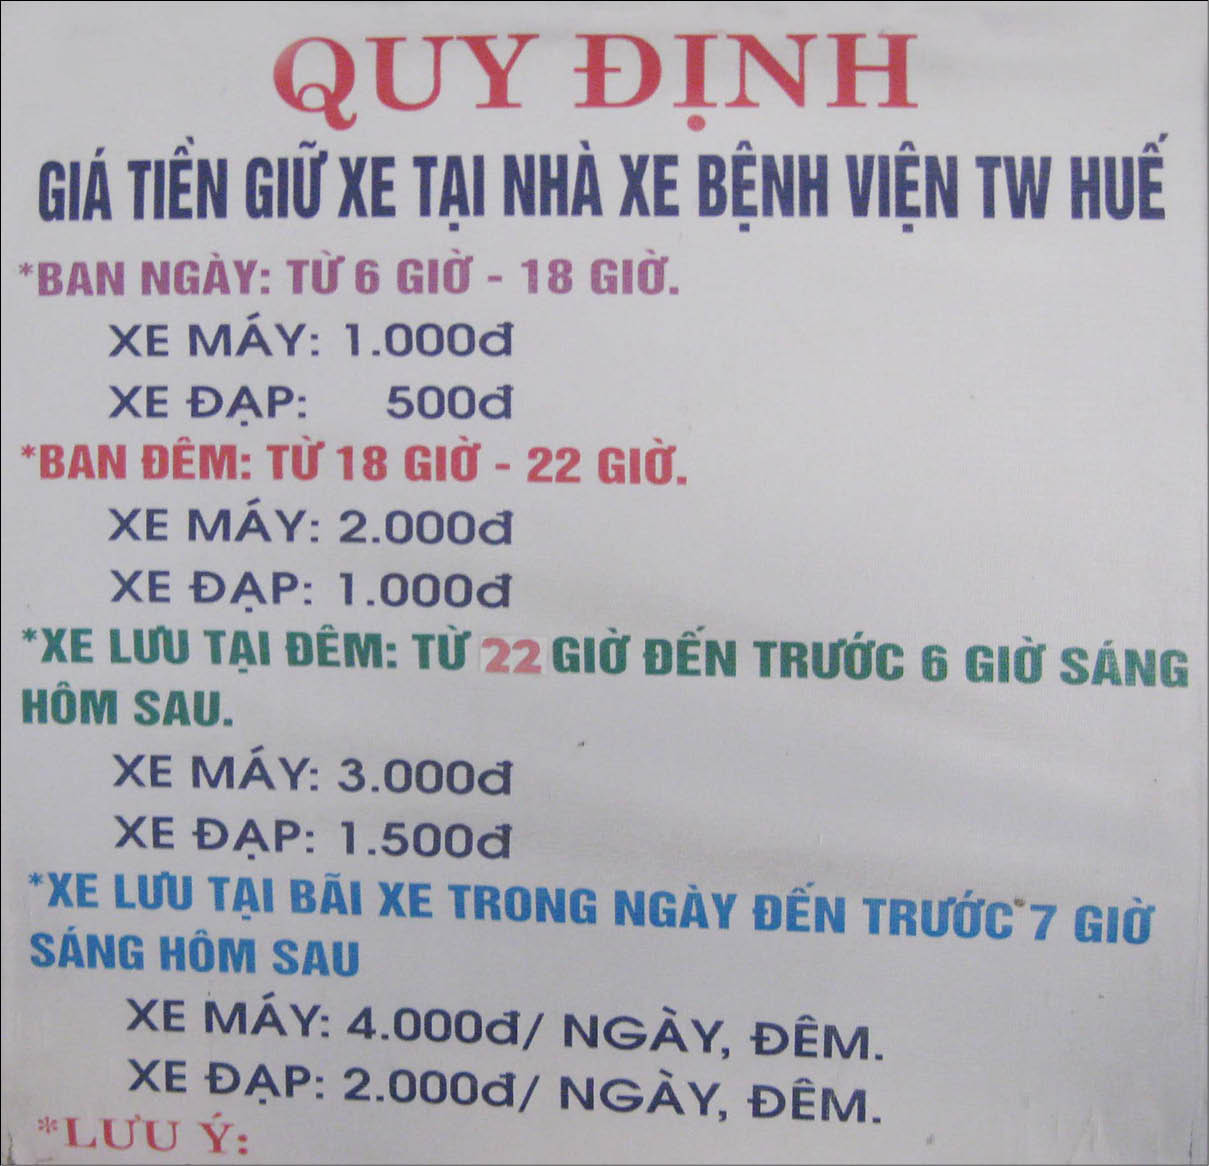 QUY ĐỊNH
GIÁ TIỀN GIỮ XE TẠI NHÀ XE BỆNH VIỆN TW HUẾ
*BAN NGÀY: TỪ 6 GIỜ - 18 GIỜ.
XE MÁY: 1.000đ
XE ĐẠP: 500đ
*BAN ĐÊM: TỪ 18 GIỜ - 22 GIỜ.
XE MÁY: 2.000đ
XE ĐẠP: 1.000đ
*XE LƯU TẠI ĐÊM: TỪ 22 GIỜ ĐẾN TRƯỚC 6 GIỜ SÁNG
HÔM SAU.
XE MÁY: 3.000đ
XE ĐẠP: 1.500đ
*XE LƯU TẠI BÃI XE TRONG NGÀY ĐẾN TRƯỚC 7 GIỜ
SÁNG HÔM SAU
XE MÁY: 4.000đ/ NGÀY, ĐÊM.
XE ĐẠP: 2.000đ/ NGÀY, ĐÊM.
*LƯU Ý: